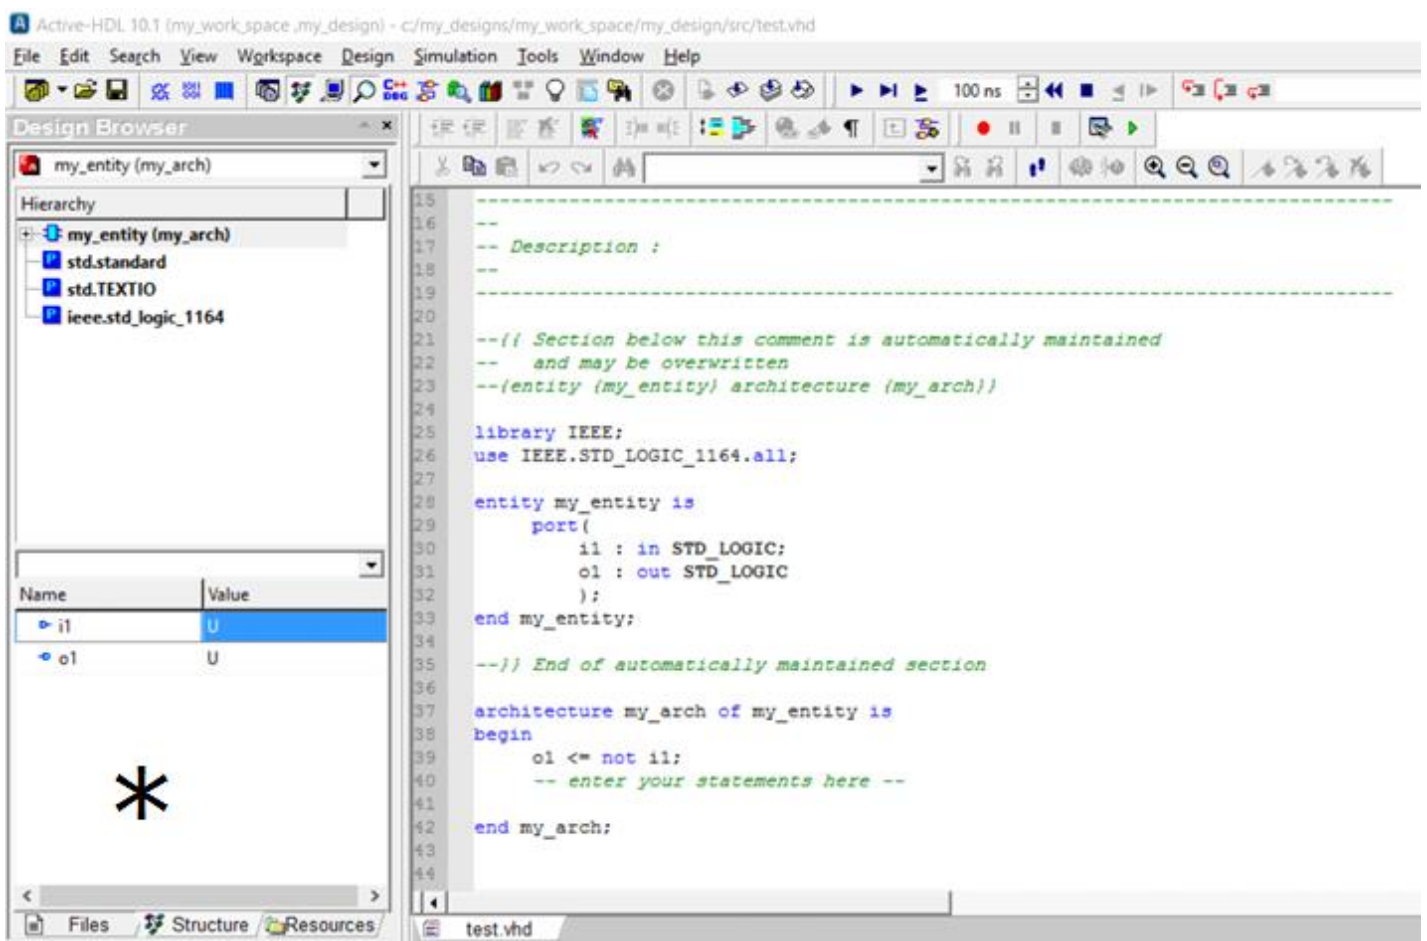 Active-HDL 10.1 (my_work_space ,my_design) - c:/my_designs/my_work_space/my_design/src/test.vhd
File Edit Search View Workspace Design Simulation Tools Window Help
100 ns
Design Browser
my_entity (my_arch)
Hierarchy
my_entity (my_arch)
std.standard
std.TEXTIO
ieee.std_logic_1164
Name Value
i1 U
o1 U
*
Files Structure Resources
15 --------------------------------------------------------------------------------
16 --
17 -- Description :
18 --
19 --------------------------------------------------------------------------------
20
21 --{{ Section below this comment is automatically maintained
22 -- and may be overwritten
23 --{entity {my_entity} architecture {my_arch}}
24
25 library IEEE;
26 use IEEE.STD_LOGIC_1164.all;
27
28 entity my_entity is
29 port(
30 i1 : in STD_LOGIC;
31 o1 : out STD_LOGIC
32 );
33 end my_entity;
34
35 --}} End of automatically maintained section
36
37 architecture my_arch of my_entity is
38 begin
39 o1 <= not i1;
40 -- enter your statements here --
41
42 end my_arch;
43
44
test.vhd